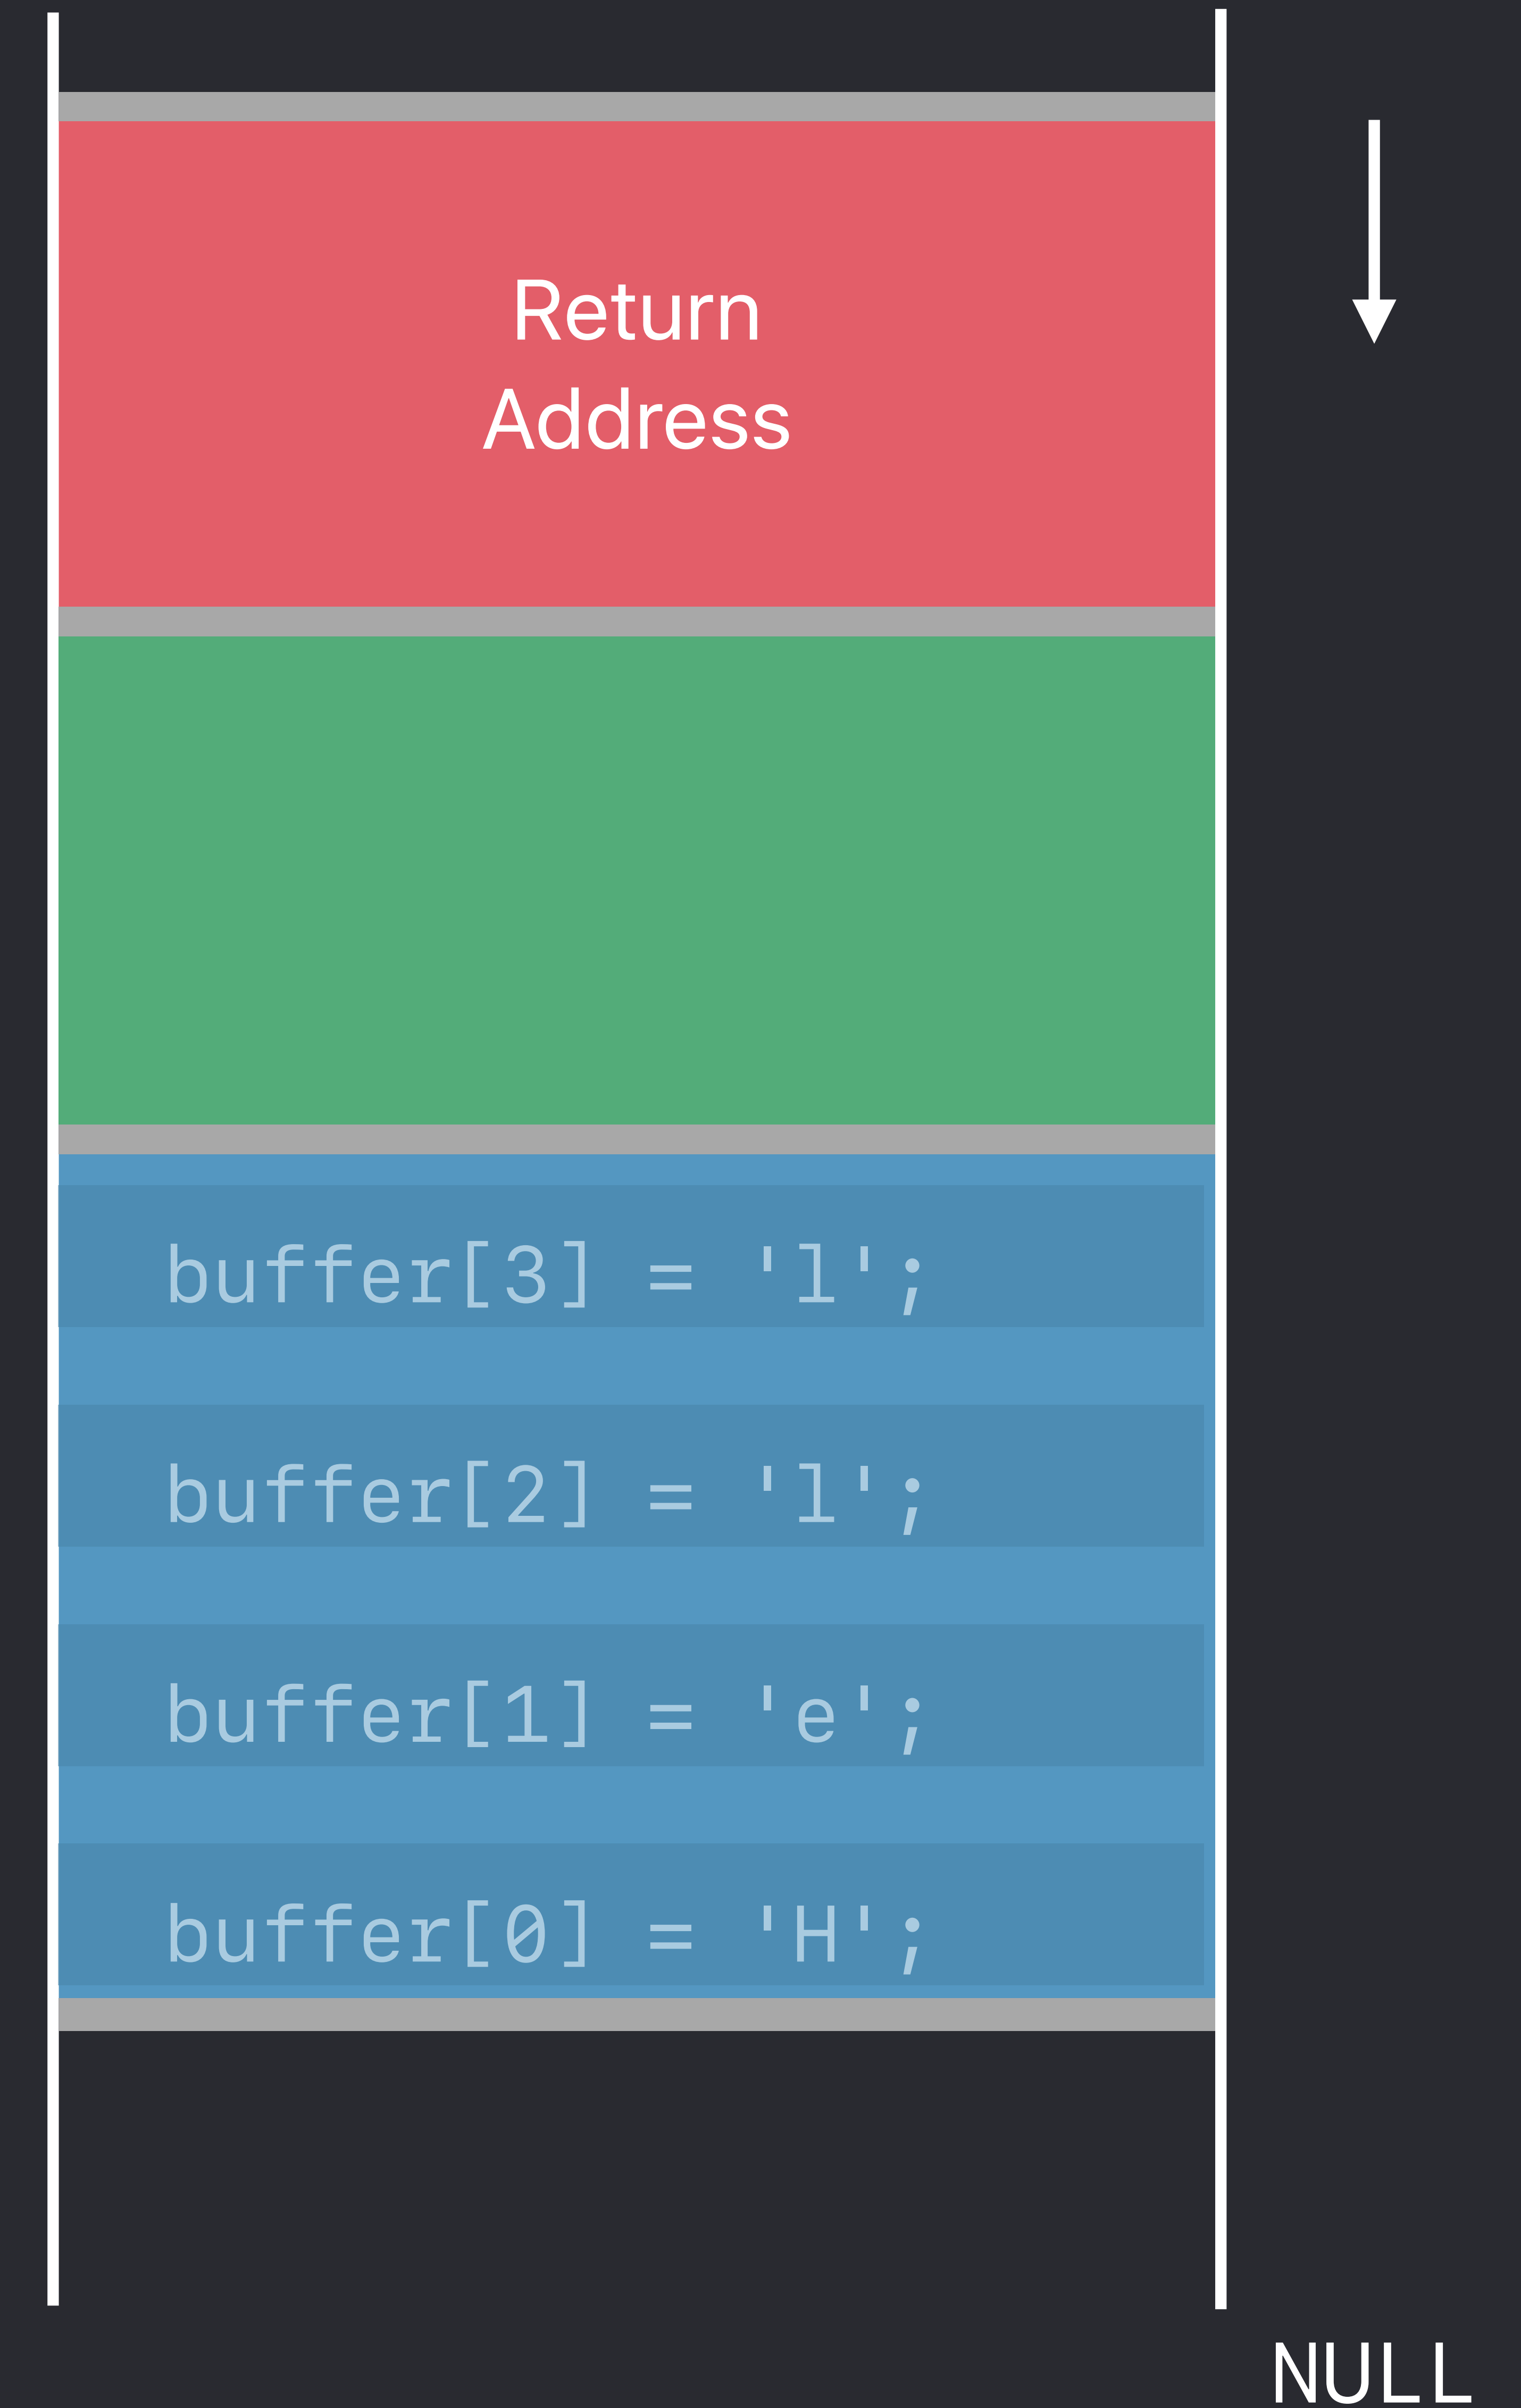 Return
Address
buffer[3] = 'l';
buffer[2] = 'l';
buffer[1] = 'e';
buffer[0] = 'H';
NULL